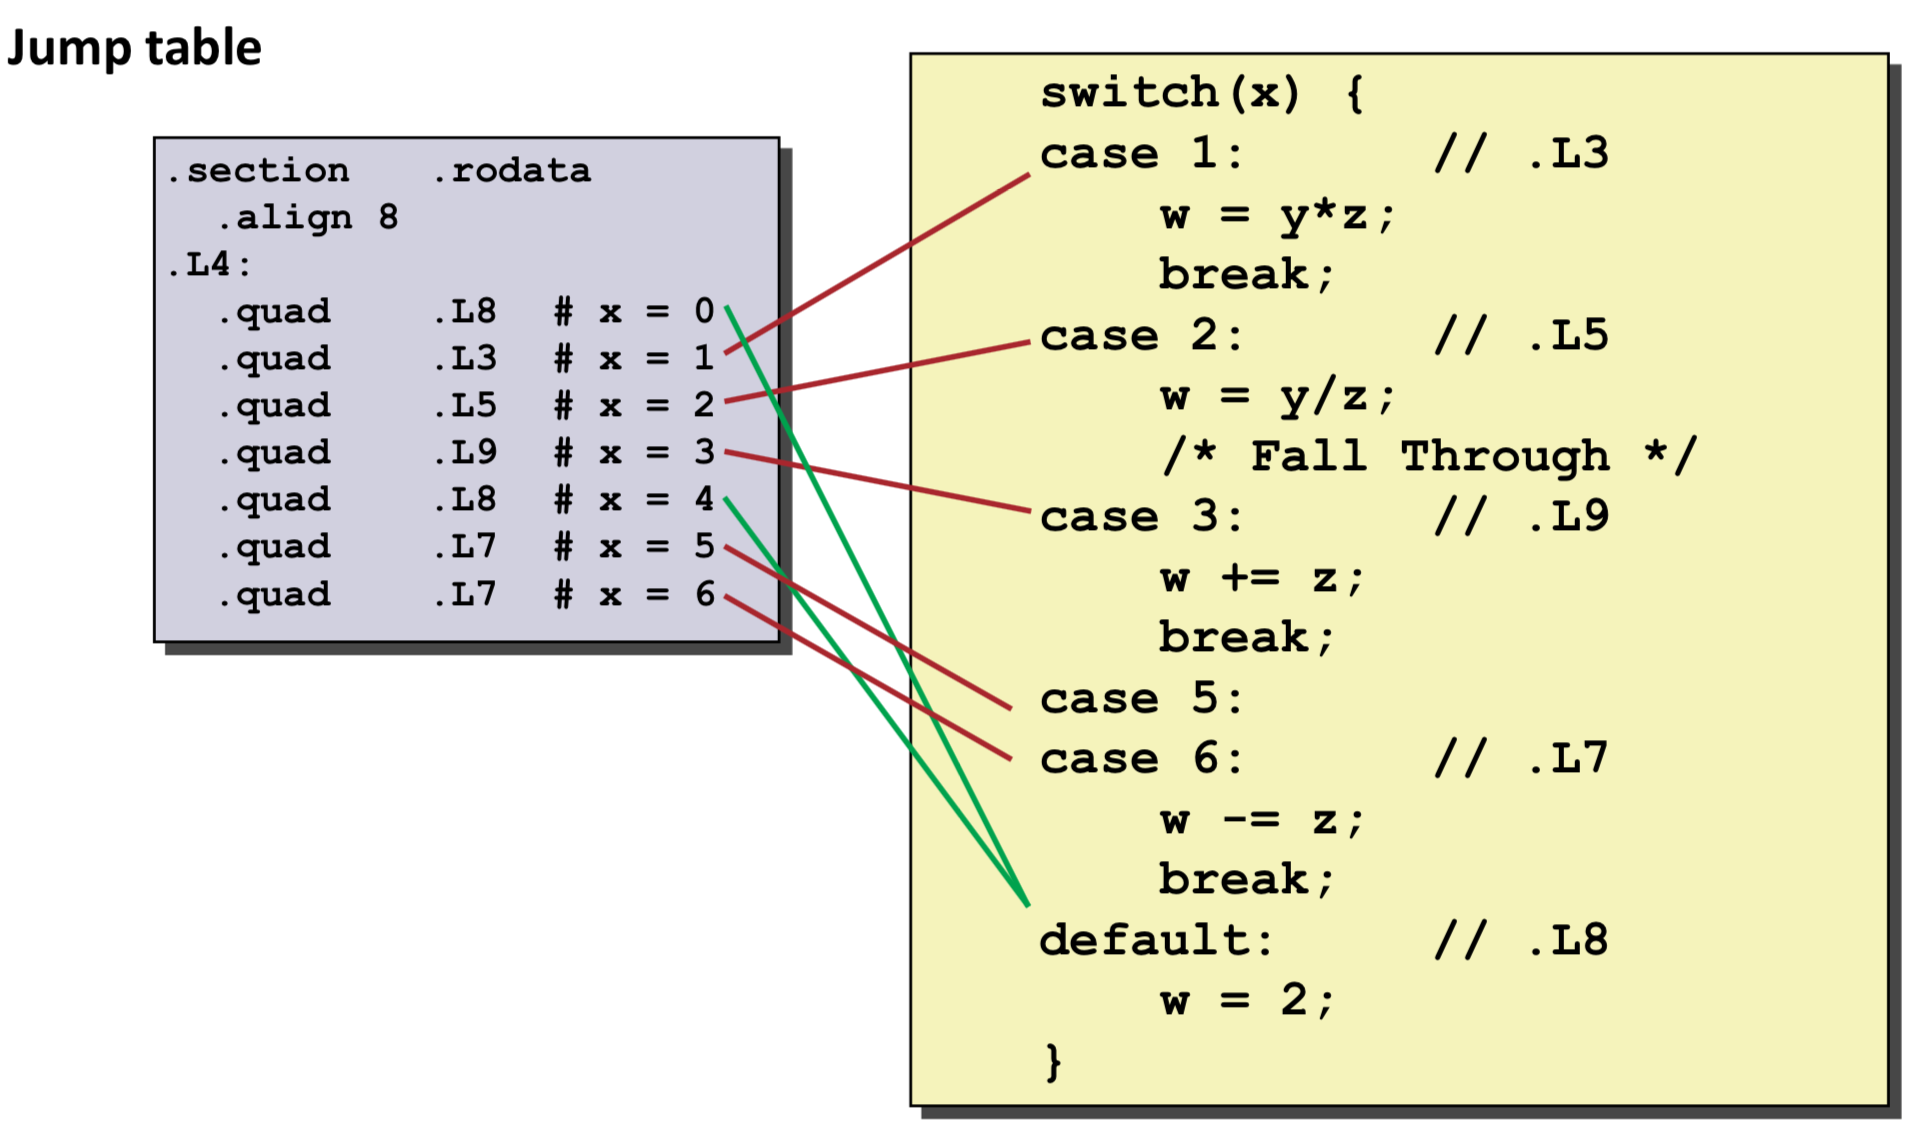 Jump table
.section .rodata
.align 8
.L4:
.quad .L8 # x = 0
.quad .L3 # x = 1
.quad .L5 # x = 2
.quad .L9 # x = 3
.quad .L8 # x = 4
.quad .L7 # x = 5
.quad .L7 # x = 6
switch(x) {
case 1: // .L3
w = y*z;
break;
case 2: // .L5
w = y/z;
/* Fall Through */
case 3: // .L9
w += z;
break;
case 5:
case 6: // .L7
w -= z;
break;
default: // .L8
w = 2;
}